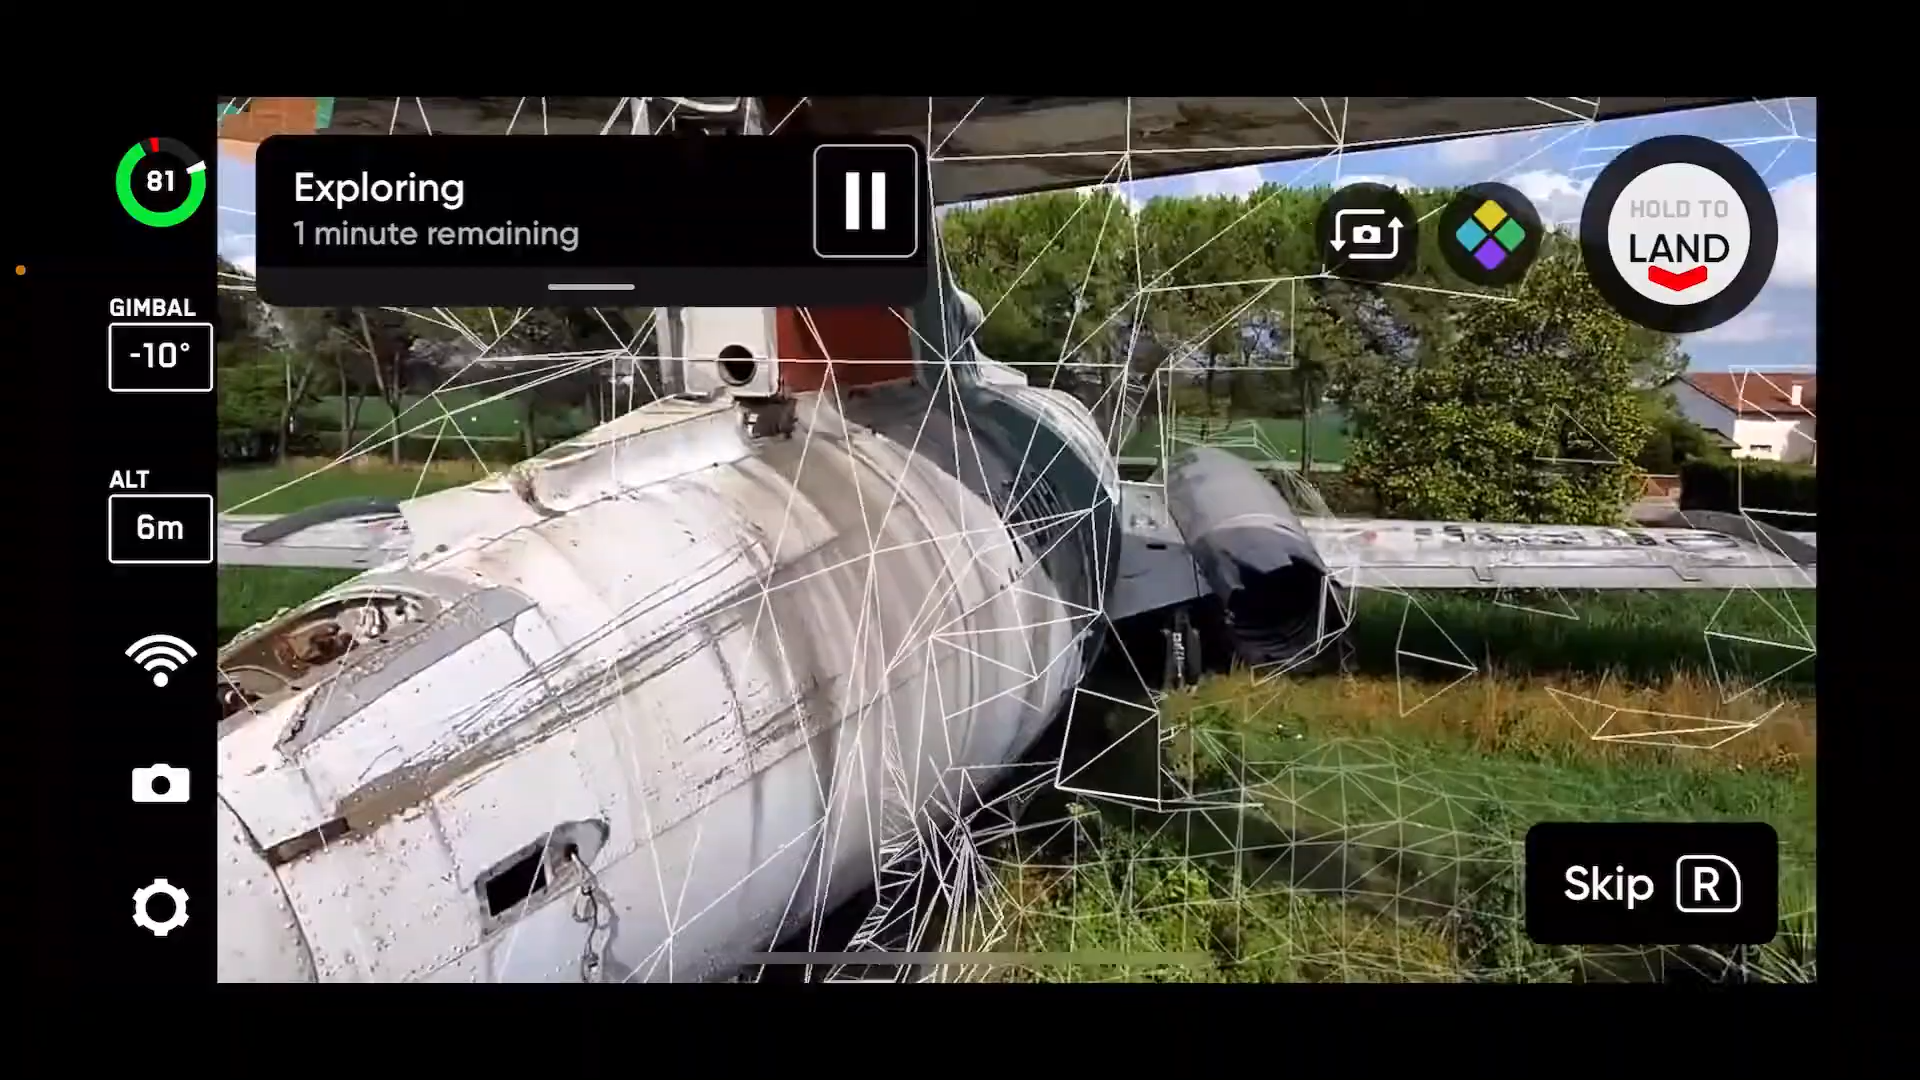 81
Exploring
1 minute remaining
HOLD TO
LAND
GIMBAL
-10°
ALT
6m
Skip R